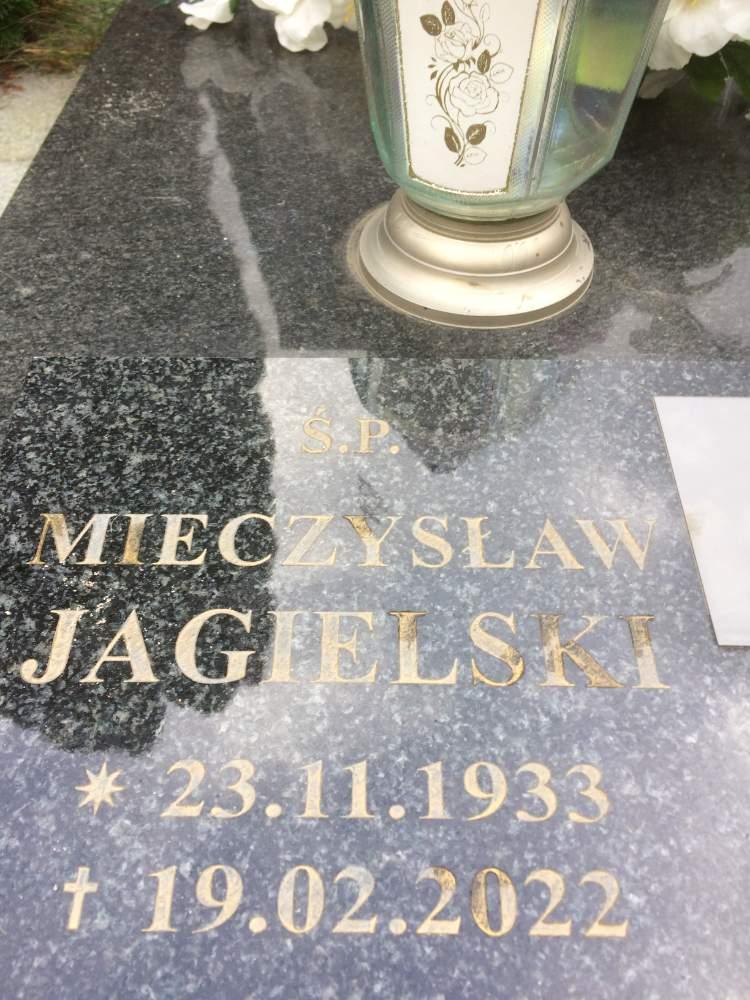 Ś.P.
MIECZYSŁAW
JAGIELSKI
* 23.11.1933
† 19.02.2022